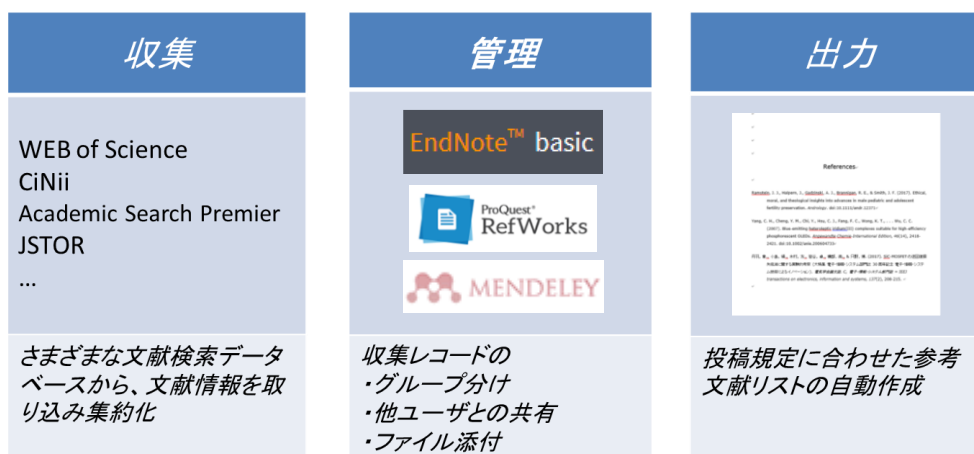 収集
WEB of Science
CiNii
Academic Search Premier
JSTOR
…
さまざまな文献検索データ
ベースから、文献情報を取
り込み集約化
管理
EndNote™ basic
ProQuest®
RefWorks
MENDELEY
収集レコードの
・グループ分け
・他ユーザとの共有
・ファイル添付
出力
References
投稿規定に合わせた参考
文献リストの自動作成